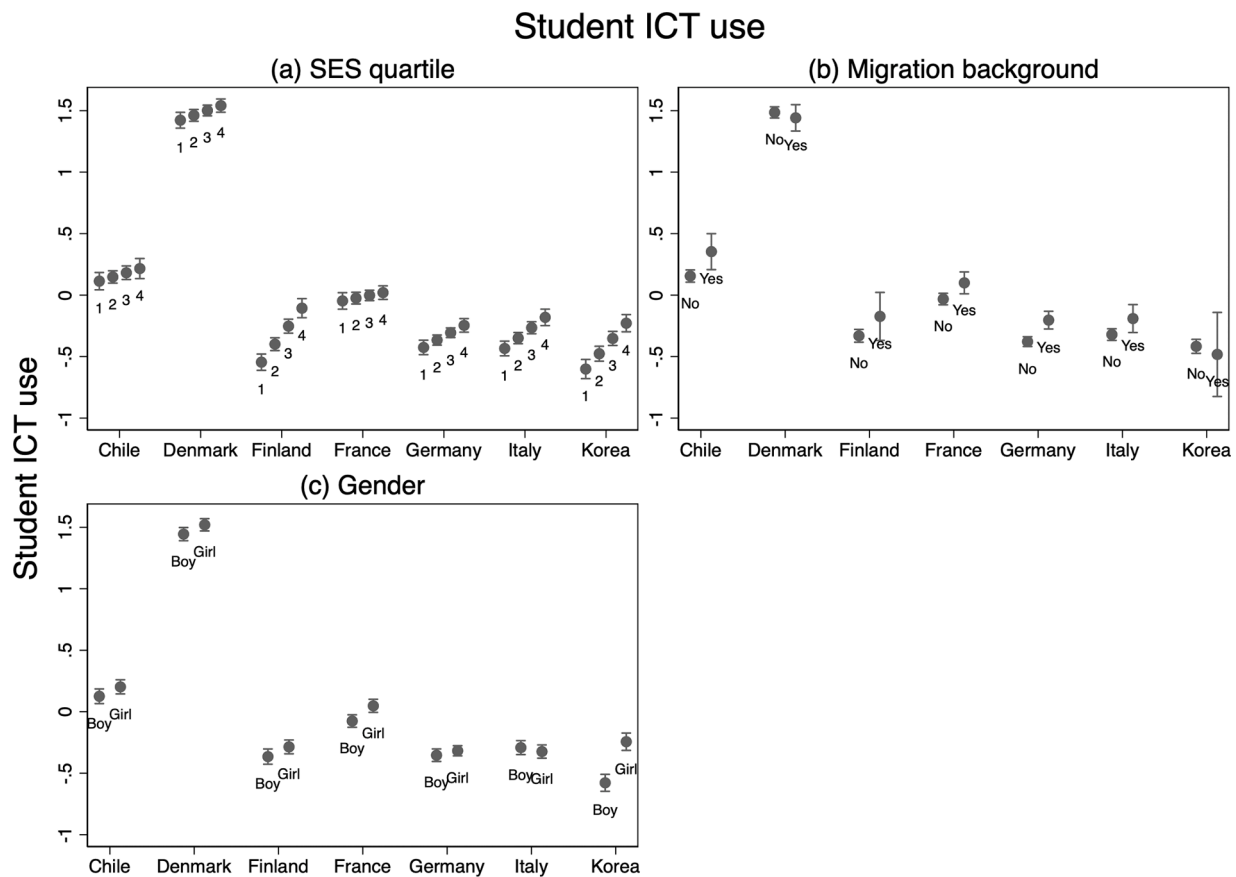 Student ICT use
(a) SES quartile
1.5
1
.5
0
-.5
-1
1 2 3 4
1 2 3 4
1 2 3 4
1 2 3 4
1 2 3 4
1 2 3 4
1 2 3 4
Chile Denmark Finland France Germany Italy Korea
(b) Migration background
1.5
1
.5
0
-.5
-1
No Yes
No Yes
No Yes
No Yes
No Yes
No Yes
No Yes
Chile Denmark Finland France Germany Italy Korea
Student ICT use
(c) Gender
1.5
1
.5
0
-.5
-1
Boy Girl
Boy Girl
Boy Girl
Boy Girl
Boy Girl
Boy Girl
Boy Girl
Chile Denmark Finland France Germany Italy Korea